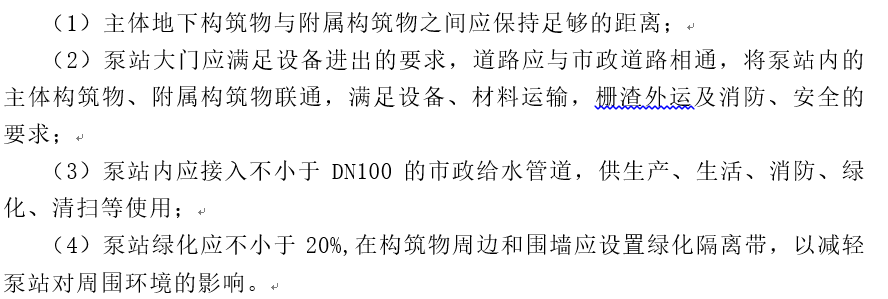 （1）主体地下构筑物与附属构筑物之间应保持足够的距离；
（2）泵站大门应满足设备进出的要求，道路应与市政道路相通，将泵站内的
主体构筑物、附属构筑物联通，满足设备、材料运输，栅渣外运及消防、安全的
要求；
（3）泵站内应接入不小于 DN100 的市政给水管道，供生产、生活、消防、绿
化、清扫等使用；
（4）泵站绿化应不小于 20%,在构筑物周边和围墙应设置绿化隔离带，以减轻
泵站对周围环境的影响。